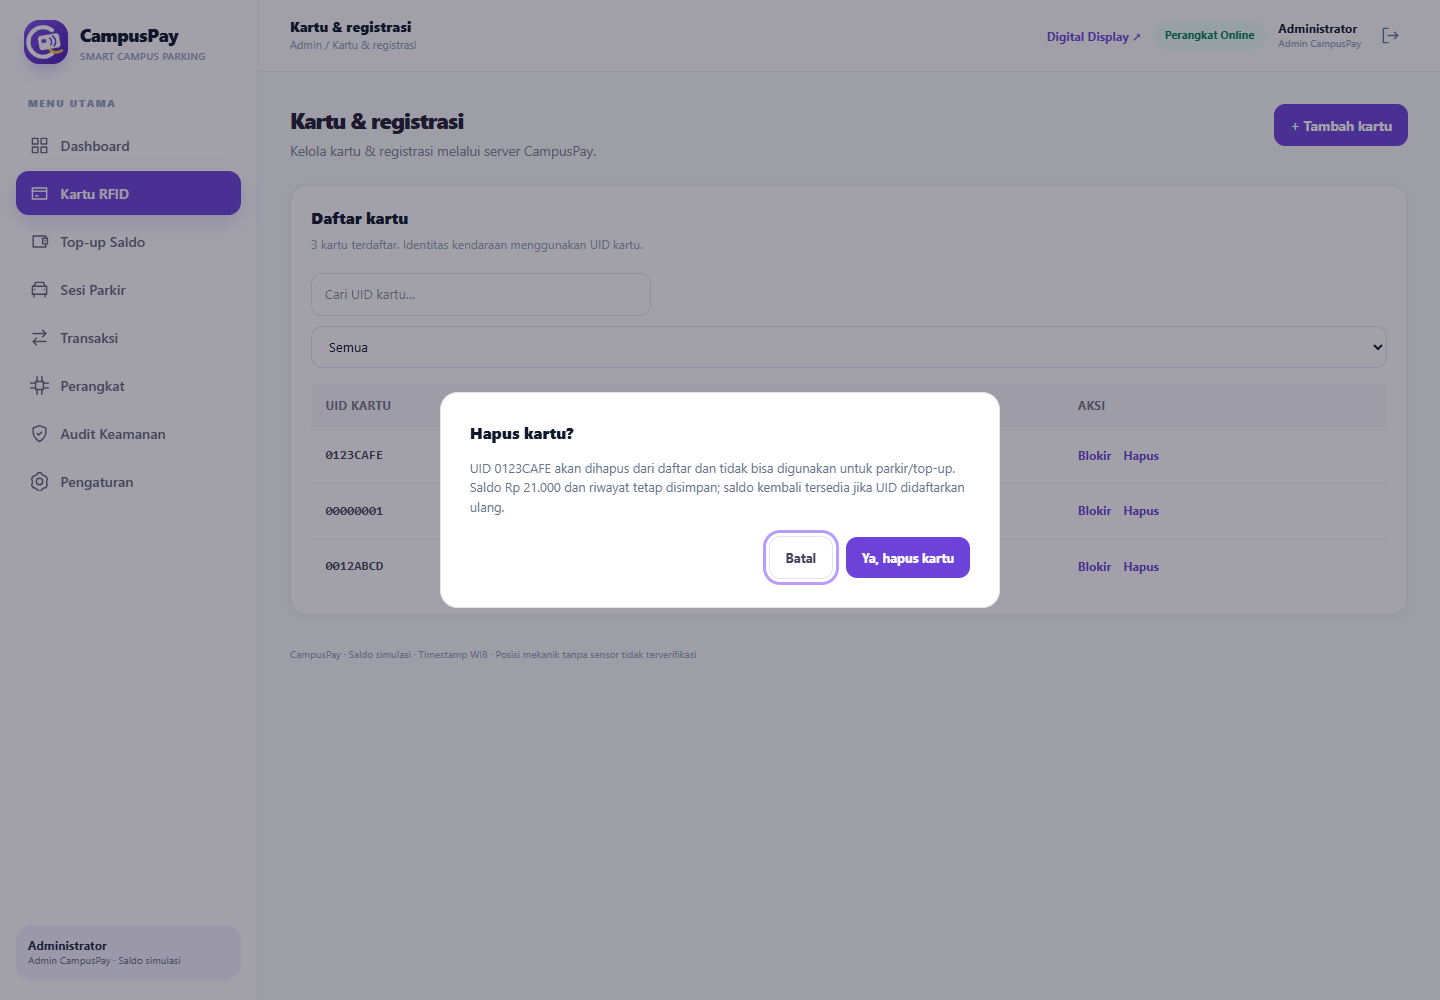 CampusPay
SMART CAMPUS PARKING
MENU UTAMA
Dashboard
Kartu RFID
Top-up Saldo
Sesi Parkir
Transaksi
Perangkat
Audit Keamanan
Pengaturan
Administrator
Admin CampusPay · Saldo simulasi
Kartu & registrasi
Admin / Kartu & registrasi
Digital Display ↗
Perangkat Online
Administrator
Admin CampusPay
Kartu & registrasi
Kelola kartu & registrasi melalui server CampusPay.
+ Tambah kartu
Daftar kartu
3 kartu terdaftar. Identitas kendaraan menggunakan UID kartu.
Cari UID kartu...
Semua
UID KARTU AKSI
0123CAFE Blokir Hapus
00000001 Blokir Hapus
0012ABCD Blokir Hapus
Hapus kartu?
UID 0123CAFE akan dihapus dari daftar dan tidak bisa digunakan untuk parkir/top-up.
Saldo Rp 21.000 dan riwayat tetap disimpan; saldo kembali tersedia jika UID didaftarkan
ulang.
Batal
Ya, hapus kartu
CampusPay · Saldo simulasi · Timestamp WIB · Posisi mekanik tanpa sensor tidak terverifikasi